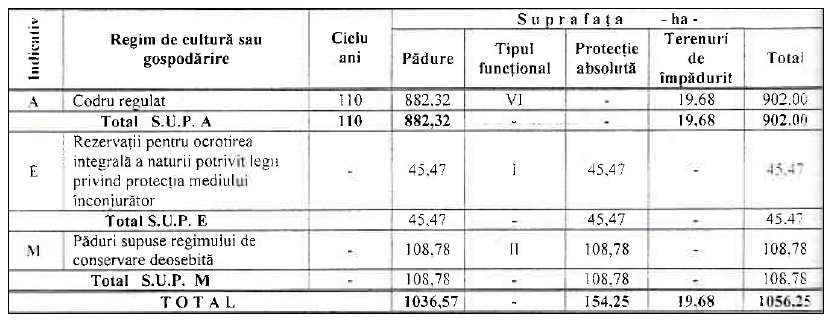 Indicativ
Regim de cultură sau gospodărire
Ciclu ani
Suprafața - ha -
Pădure
Tipul funcțional
Protecție absolută
Terenuri de împădurit
Total
A Codru regulat 110 882,32 VI - 19,68 902,00
Total S.U.P. A 110 882,32 - - 19,68 902,00
E Rezervații pentru ocrotirea
integrală a naturii potrivit legii
privind protecția mediului
înconjurător - 45,47 I 45,47 - 45,47
Total S.U.P. E 45,47 - 45,47 - 45.47
M Păduri supuse regimului de
conservare deosebită - 108,78 II 108,78 - 108,78
Total S.U.P. M - 108,78 - 108,78 - 108.78
TOTAL 1036,57 - 154,25 19.68 1056,25